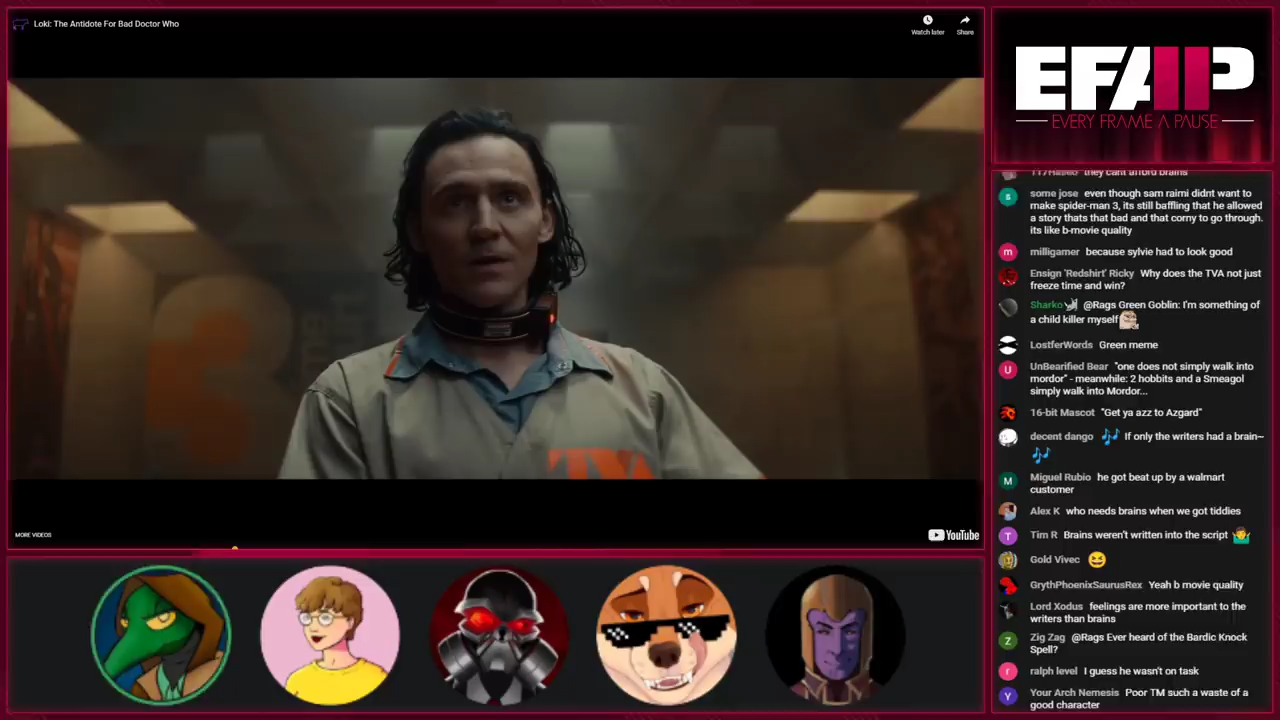 Loki: The Antidote For Bad Doctor Who
Watch later
Share
TVA
MORE VIDEOS
YouTube
EFAP
EVERY FRAME A PAUSE
they cant afford brains
some jose even though sam raimi didnt want to
make spider-man 3, its still baffling that he allowed
a story thats that bad and that corny to go through.
its like b-movie quality
milligamer because sylvie had to look good
Ensign 'Redshirt' Ricky Why does the TVA not just
freeze time and win?
Sharko @Rags Green Goblin: I'm something of
a child killer myself
LostferWords Green meme
UnBearified Bear "one does not simply walk into
mordor" - meanwhile: 2 hobbits and a Smeagol
simply walk into Mordor...
16-bit Mascot "Get ya azz to Azgard"
decent dango 🎶 If only the writers had a brain~
🎶
Miguel Rubio he got beat up by a walmart
customer
Alex K who needs brains when we got tiddies
Tim R Brains weren't written into the script 🤷‍♂️
Gold Vivec 😆
GrythPhoenixSaurusRex Yeah b movie quality
Lord Xodus feelings are more important to the
writers than brains
Zig Zag @Rags Ever heard of the Bardic Knock
Spell?
ralph level I guess he wasn't on task
Your Arch Nemesis Poor TM such a waste of a
good character